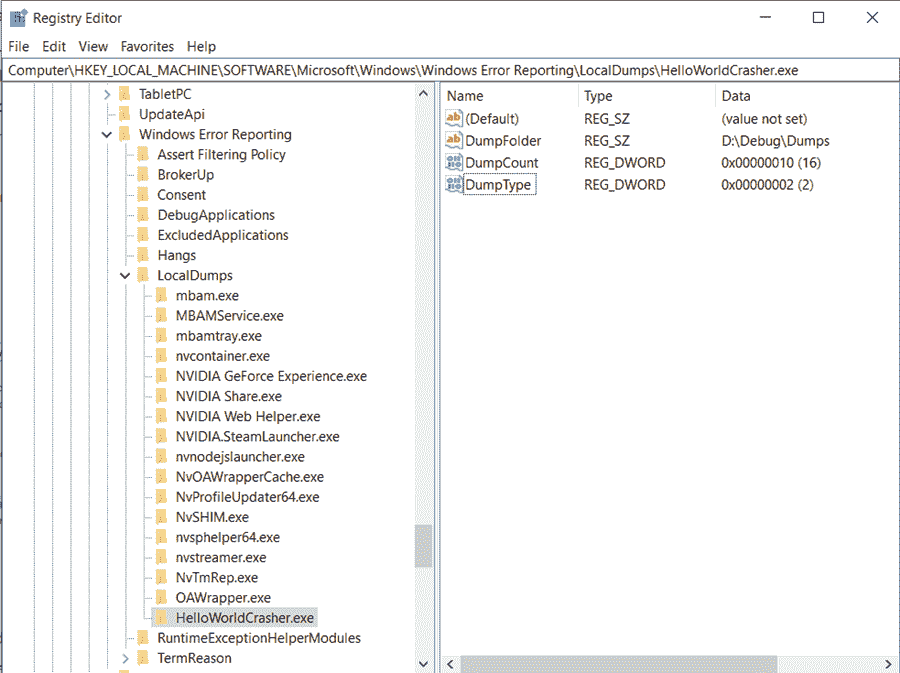 Registry Editor
File Edit View Favorites Help
Computer\HKEY_LOCAL_MACHINE\SOFTWARE\Microsoft\Windows\Windows Error Reporting\LocalDumps\HelloWorldCrasher.exe
TabletPC
UpdateApi
Windows Error Reporting
Assert Filtering Policy
BrokerUp
Consent
DebugApplications
ExcludedApplications
Hangs
LocalDumps
mbam.exe
MBAMService.exe
mbamtray.exe
nvcontainer.exe
NVIDIA GeForce Experience.exe
NVIDIA Share.exe
NVIDIA Web Helper.exe
NVIDIA.SteamLauncher.exe
nvnodejslauncher.exe
NvOAWrapperCache.exe
NvProfileUpdater64.exe
NvSHIM.exe
nvsphelper64.exe
nvstreamer.exe
NvTmRep.exe
OAWrapper.exe
HelloWorldCrasher.exe
RuntimeExceptionHelperModules
TermReason
Name Type Data
(Default) REG_SZ (value not set)
DumpFolder REG_SZ D:\Debug\Dumps
DumpCount REG_DWORD 0x00000010 (16)
DumpType REG_DWORD 0x00000002 (2)